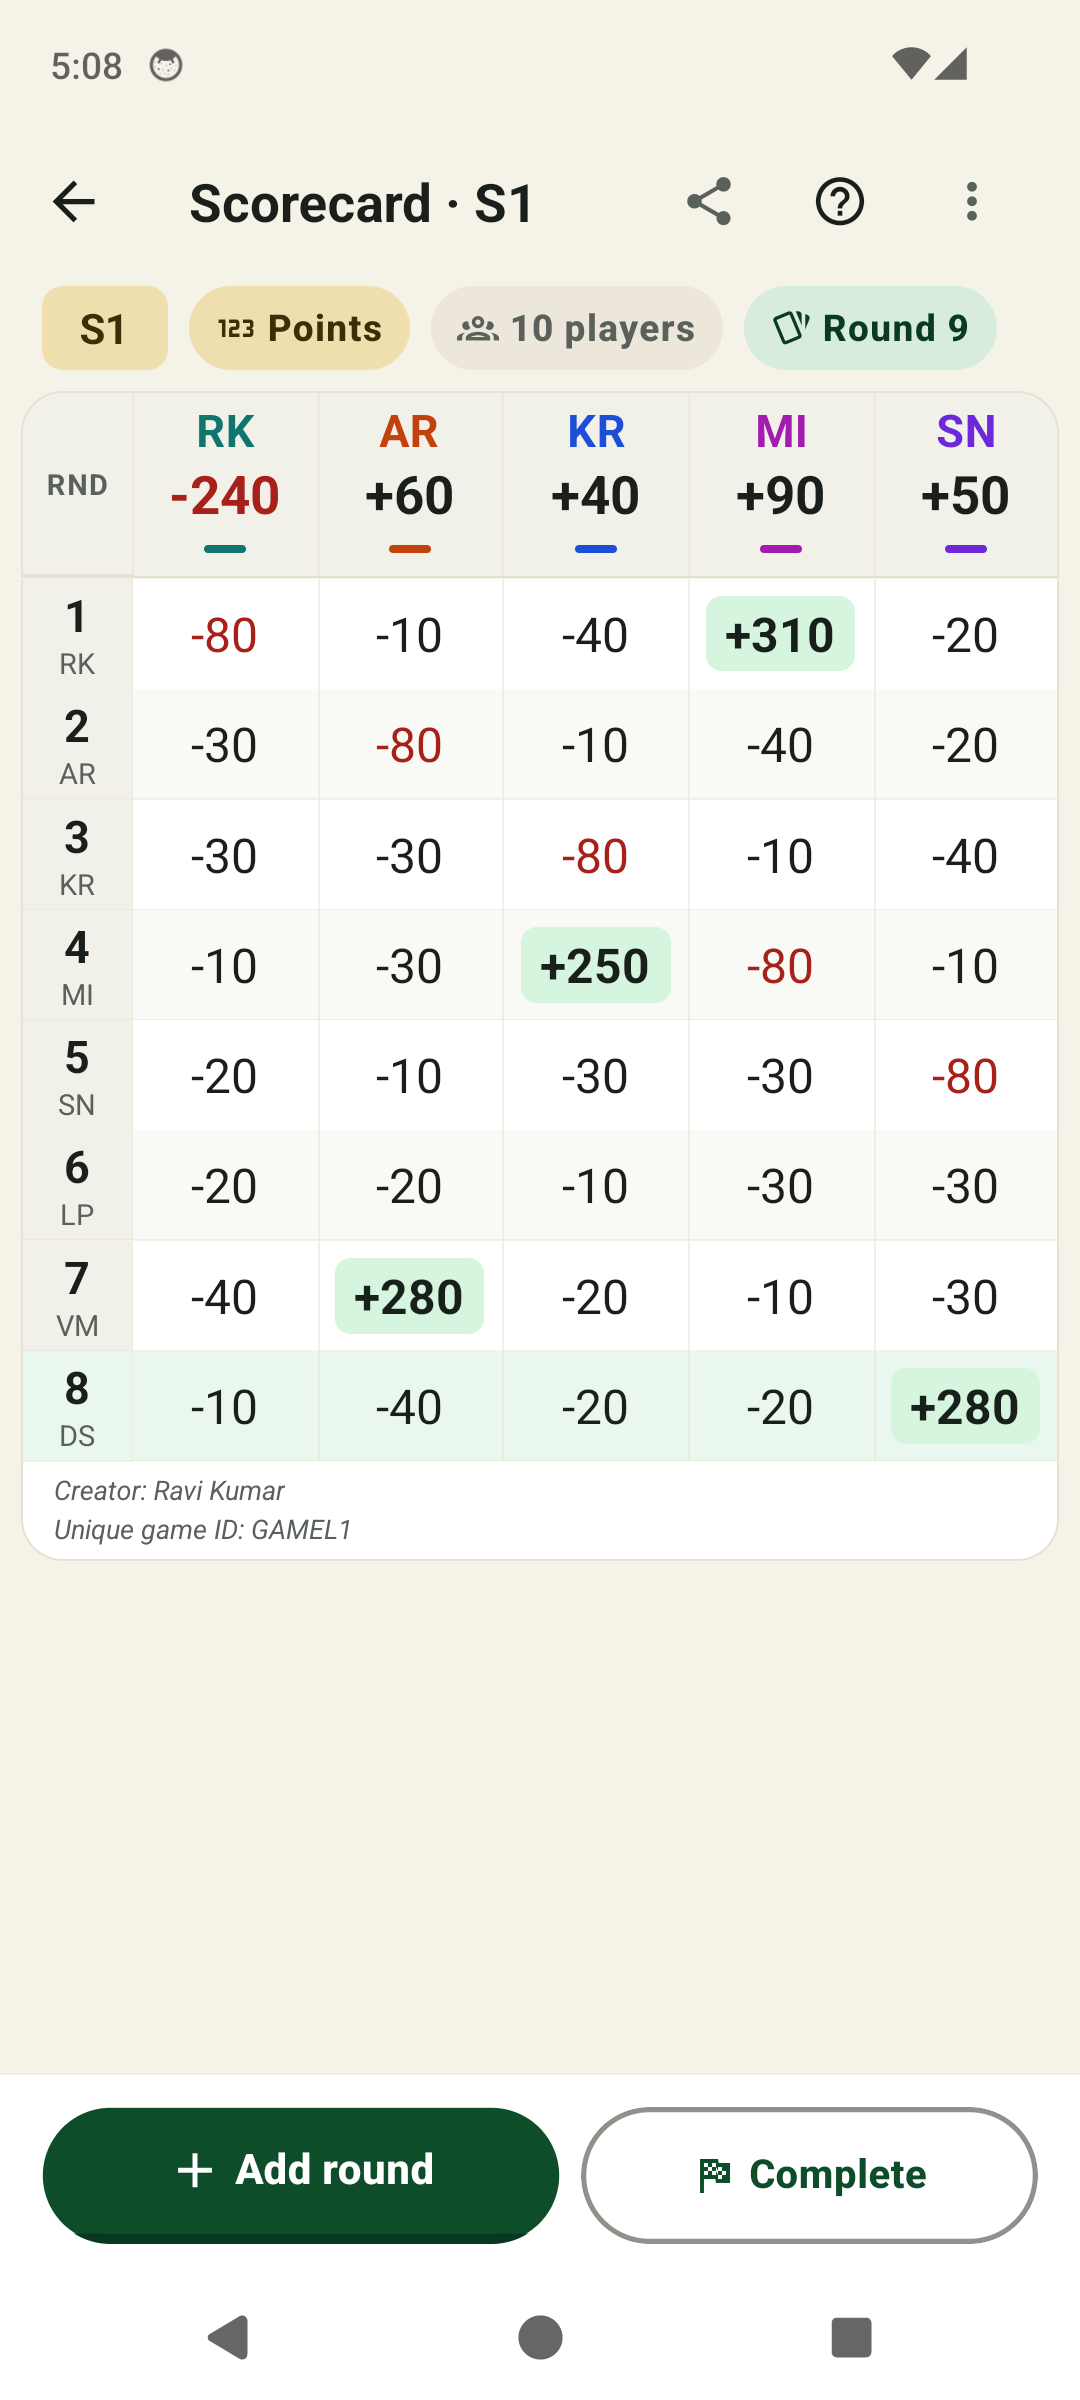 5:08
Scorecard · S1
S1 123 Points 10 players Round 9
RND RK AR KR MI SN
-240 +60 +40 +90 +50
1 RK -80 -10 -40 +310 -20
2 AR -30 -80 -10 -40 -20
3 KR -30 -30 -80 -10 -40
4 MI -10 -30 +250 -80 -10
5 SN -20 -10 -30 -30 -80
6 LP -20 -20 -10 -30 -30
7 VM -40 +280 -20 -10 -30
8 DS -10 -40 -20 -20 +280
Creator: Ravi Kumar
Unique game ID: GAMEL1
+ Add round Complete